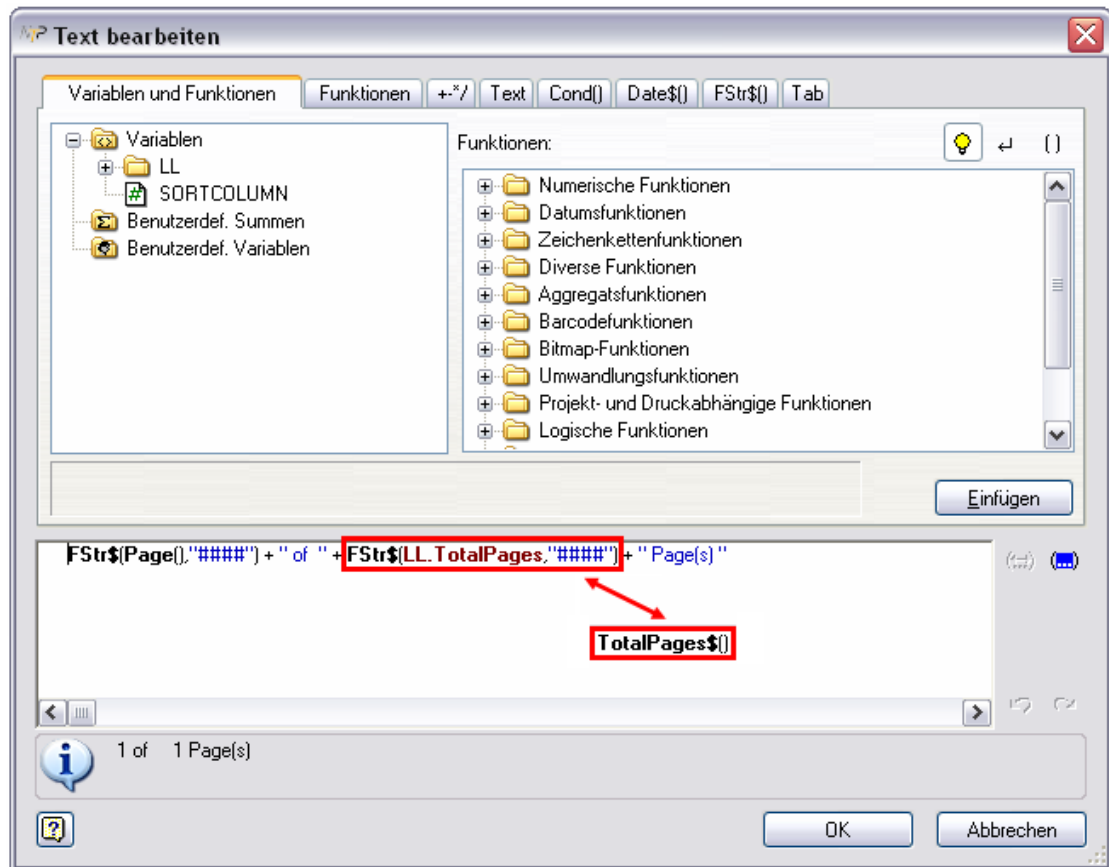 Text bearbeiten
Variablen und Funktionen Funktionen +-*/ Text Cond() Date$() FStr$() Tab
Variablen
LL
SORTCOLUMN
Benutzerdef. Summen
Benutzerdef. Variablen
Funktionen:
Numerische Funktionen
Datumsfunktionen
Zeichenkettenfunktionen
Diverse Funktionen
Aggregatsfunktionen
Barcodefunktionen
Bitmap-Funktionen
Umwandlungsfunktionen
Projekt- und Druckabhängige Funktionen
Logische Funktionen
Einfügen
FStr$(Page(),"####") + " of  " + FStr$(LL.TotalPages,"####") + " Page(s) "
TotalPages$()
1 of    1 Page(s)
OK Abbrechen